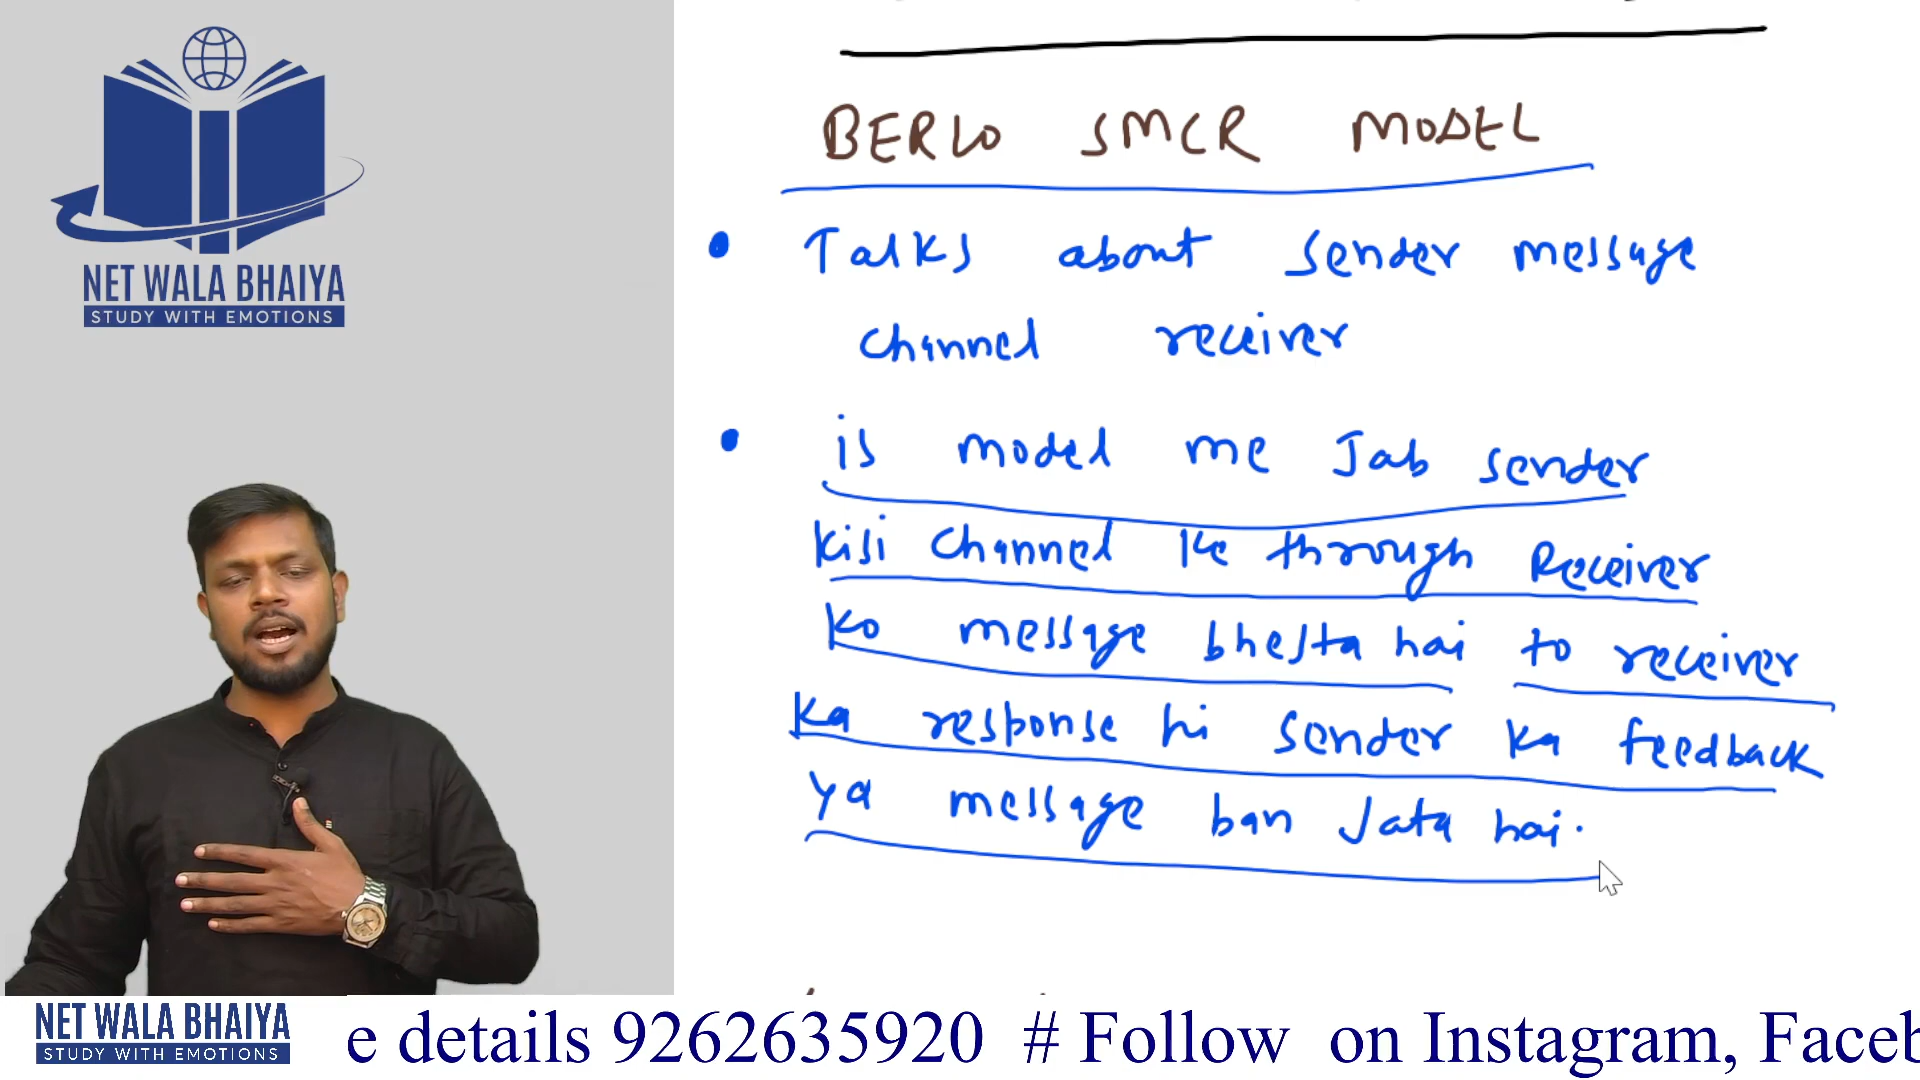 NET WALA BHAIYA
STUDY WITH EMOTIONS
BERLO SMCR MODEL
• Talks about sender message
channel receiver
• is model me Jab sender
kisi channel ke through Receiver
ko message bhejta hai to receiver
ka response hi sender ka feedback
ya message ban Jata hai.
NET WALA BHAIYA
STUDY WITH EMOTIONS
e details 9262635920 # Follow on Instagram, Faceb